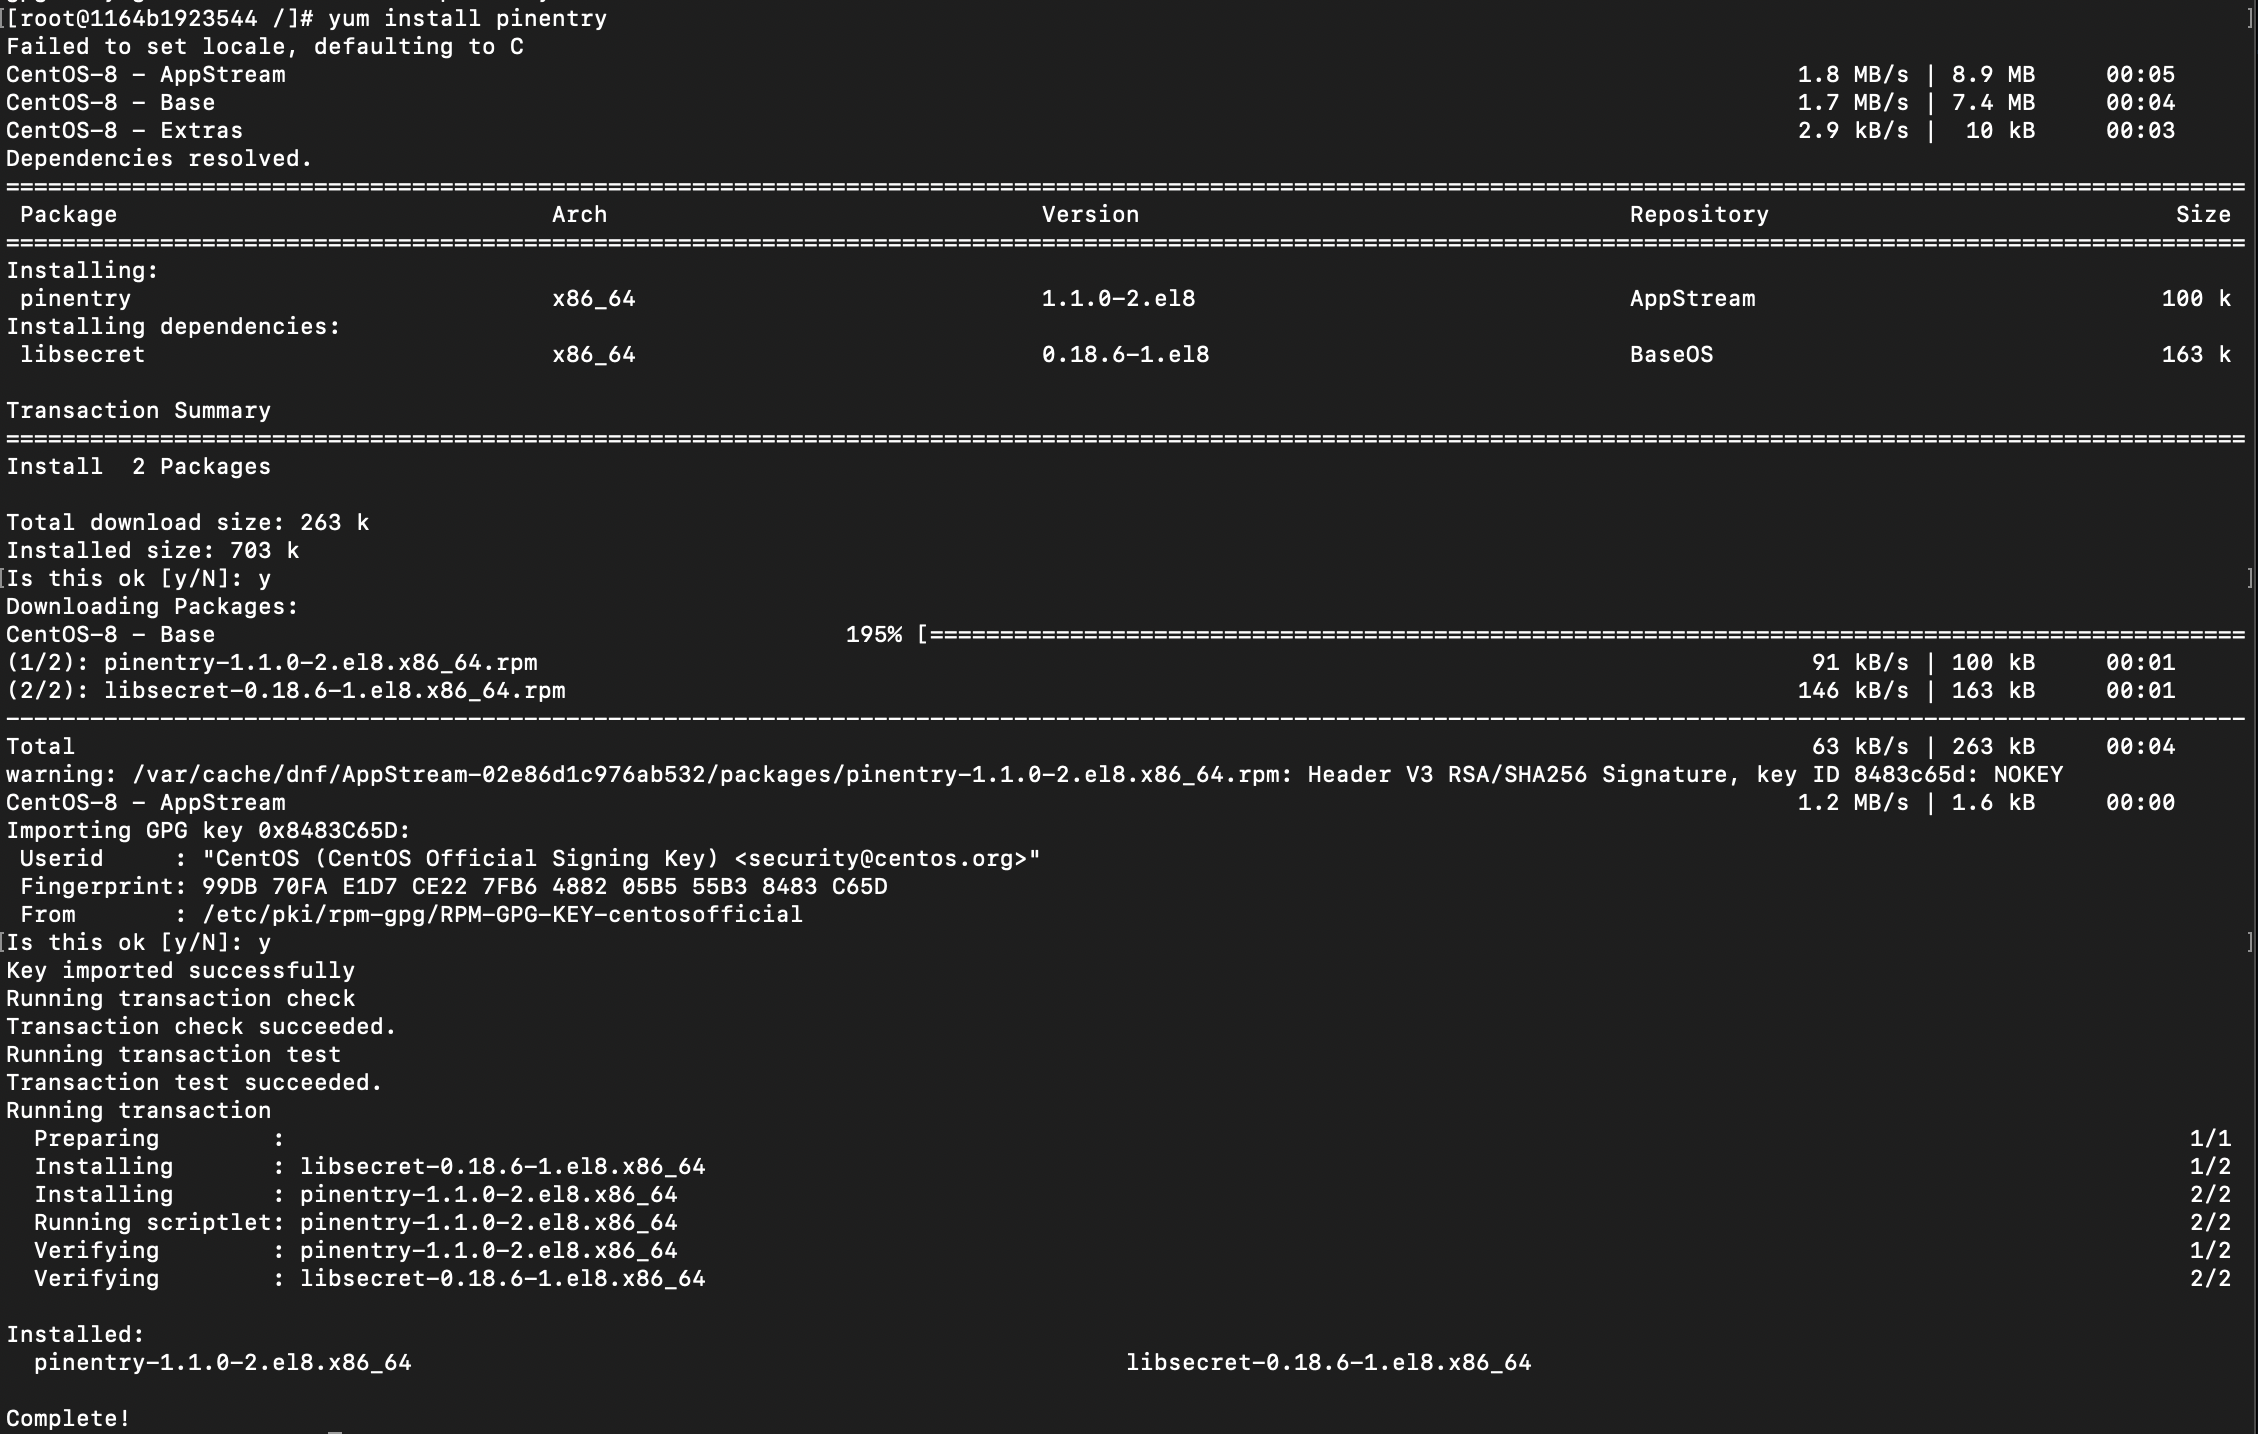 [[root@1164b1923544 /]# yum install pinentry ]
Failed to set locale, defaulting to C
CentOS-8 - AppStream 1.8 MB/s | 8.9 MB 00:05
CentOS-8 - Base 1.7 MB/s | 7.4 MB 00:04
CentOS-8 - Extras 2.9 kB/s | 10 kB 00:03
Dependencies resolved.
================================================================================
Package Arch Version Repository Size
================================================================================
Installing:
pinentry x86_64 1.1.0-2.el8 AppStream 100 k
Installing dependencies:
libsecret x86_64 0.18.6-1.el8 BaseOS 163 k
Transaction Summary
================================================================================
Install 2 Packages
Total download size: 263 k
Installed size: 703 k
[Is this ok [y/N]: y ]
Downloading Packages:
CentOS-8 - Base 195% [==============================================
(1/2): pinentry-1.1.0-2.el8.x86_64.rpm 91 kB/s | 100 kB 00:01
(2/2): libsecret-0.18.6-1.el8.x86_64.rpm 146 kB/s | 163 kB 00:01
--------------------------------------------------------------------------------
Total 63 kB/s | 263 kB 00:04
warning: /var/cache/dnf/AppStream-02e86d1c976ab532/packages/pinentry-1.1.0-2.el8.x86_64.rpm: Header V3 RSA/SHA256 Signature, key ID 8483c65d: NOKEY
CentOS-8 - AppStream 1.2 MB/s | 1.6 kB 00:00
Importing GPG key 0x8483C65D:
Userid : "CentOS (CentOS Official Signing Key) <security@centos.org>"
Fingerprint: 99DB 70FA E1D7 CE22 7FB6 4882 05B5 55B3 8483 C65D
From : /etc/pki/rpm-gpg/RPM-GPG-KEY-centosofficial
[Is this ok [y/N]: y ]
Key imported successfully
Running transaction check
Transaction check succeeded.
Running transaction test
Transaction test succeeded.
Running transaction
Preparing : 1/1
Installing : libsecret-0.18.6-1.el8.x86_64 1/2
Installing : pinentry-1.1.0-2.el8.x86_64 2/2
Running scriptlet: pinentry-1.1.0-2.el8.x86_64 2/2
Verifying : pinentry-1.1.0-2.el8.x86_64 1/2
Verifying : libsecret-0.18.6-1.el8.x86_64 2/2
Installed:
pinentry-1.1.0-2.el8.x86_64 libsecret-0.18.6-1.el8.x86_64
Complete!